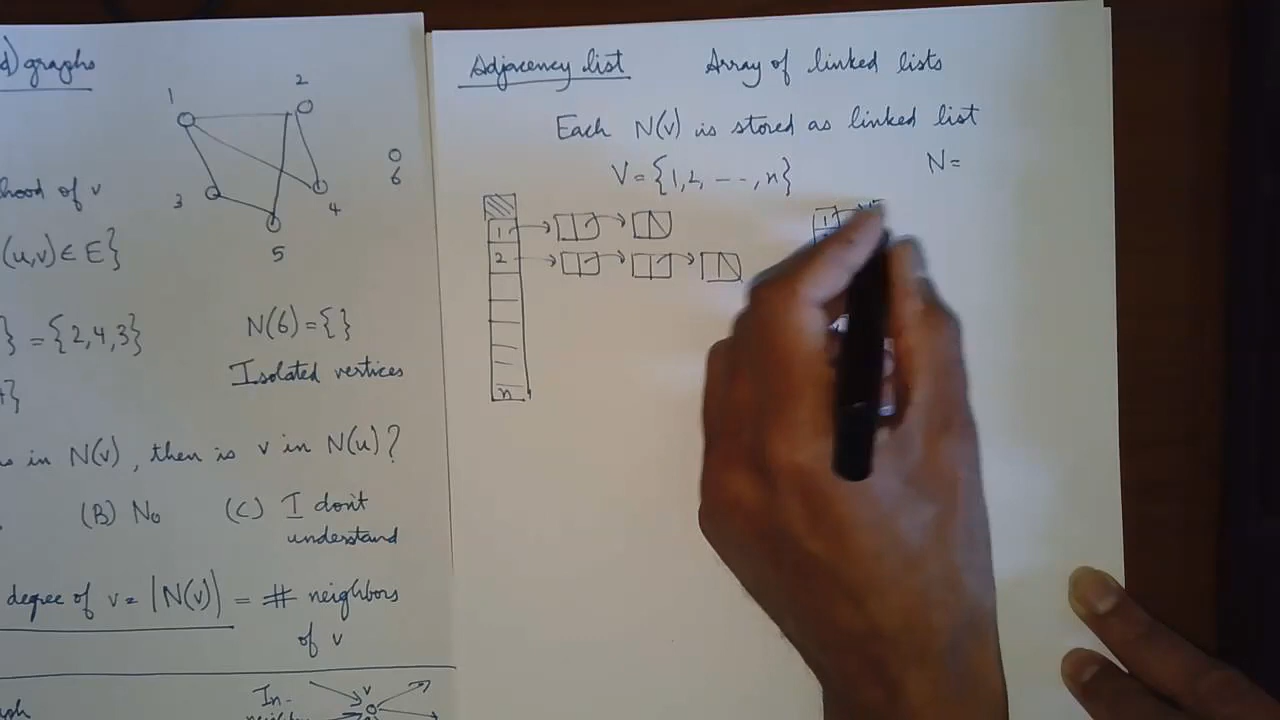 d) graphs
1
2
3
4
5
6
hood of v
(u,v) ∈ E}
} = {2,4,3}
N(6) = { }
Isolated vertices
}
is in N(v), then is v in N(u)?
(B) No
(C) I don't
understand
degree of v = |N(v)| = # neighbors
of v
In-
v
Adjacency list Array of linked lists
Each N(v) is stored as linked list
V = {1,2, ---, n}
N =
1
2
n
1